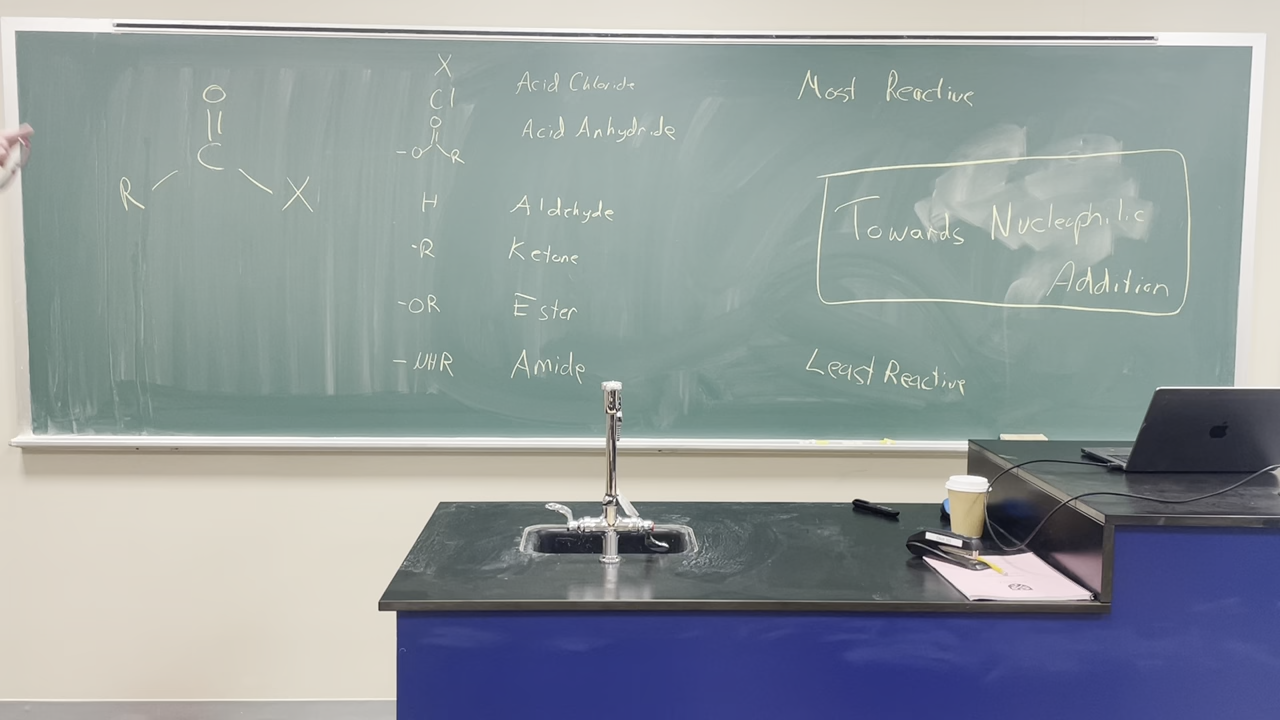 O
C
R X
X
Cl Acid Chloride
O
-O R Acid Anhydride
H Aldehyde
-R Ketone
-OR Ester
-NHR Amide
Most Reactive
Towards Nucleophilic
Addition
Least Reactive